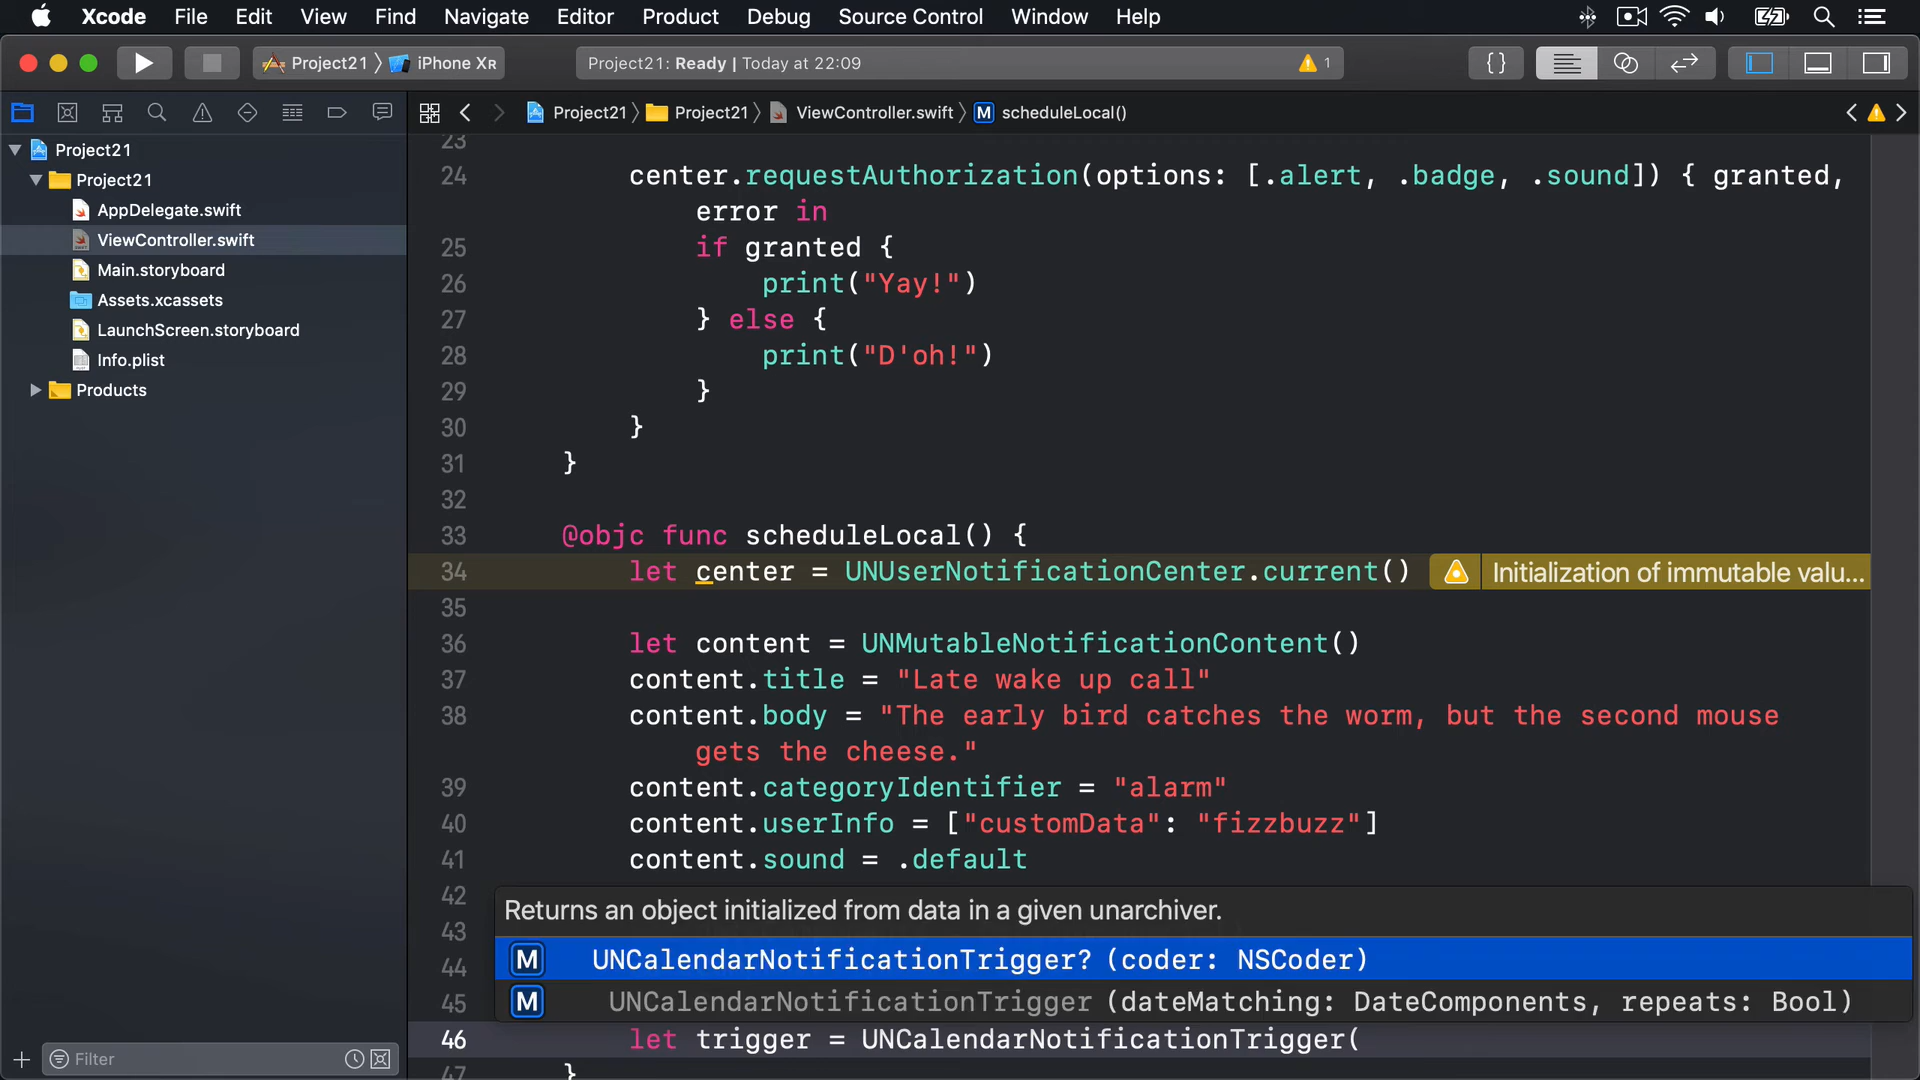 Xcode File Edit View Find Navigate Editor Product Debug Source Control Window Help
Project21 iPhone XR
Project21: Ready | Today at 22:09
1
Project21 Project21 ViewController.swift M scheduleLocal()
Project21
Project21
AppDelegate.swift
ViewController.swift
Main.storyboard
Assets.xcassets
LaunchScreen.storyboard
Info.plist
Products
Filter
23
24 center.requestAuthorization(options: [.alert, .badge, .sound]) { granted,
error in
25 if granted {
26 print("Yay!")
27 } else {
28 print("D'oh!")
29 }
30 }
31 }
32
33 @objc func scheduleLocal() {
34 let center = UNUserNotificationCenter.current() Initialization of immutable valu...
35
36 let content = UNMutableNotificationContent()
37 content.title = "Late wake up call"
38 content.body = "The early bird catches the worm, but the second mouse
gets the cheese."
39 content.categoryIdentifier = "alarm"
40 content.userInfo = ["customData": "fizzbuzz"]
41 content.sound = .default
42
Returns an object initialized from data in a given unarchiver.
43
44 M UNCalendarNotificationTrigger? (coder: NSCoder)
45 M UNCalendarNotificationTrigger (dateMatching: DateComponents, repeats: Bool)
46 let trigger = UNCalendarNotificationTrigger(
47 }